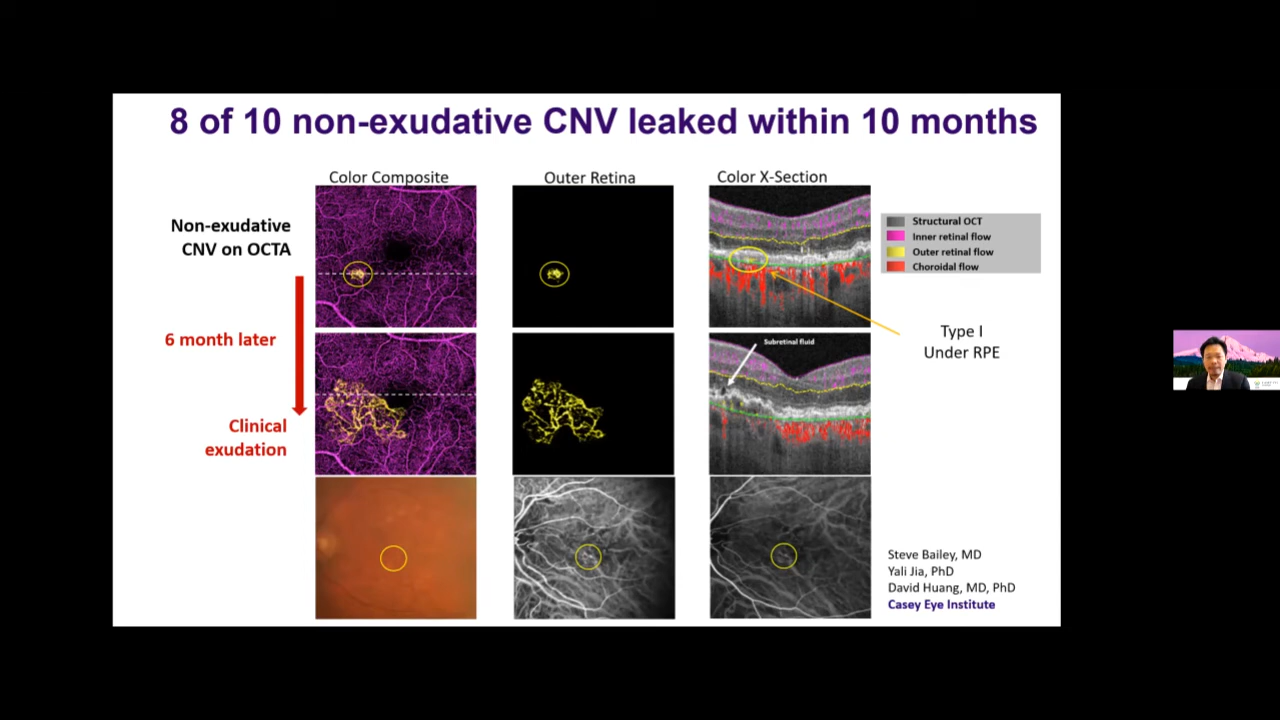 8 of 10 non-exudative CNV leaked within 10 months
Color Composite
Outer Retina
Color X-Section
Non-exudative
CNV on OCTA
Structural OCT
Inner retinal flow
Outer retinal flow
Choroidal flow
6 month later
Subretinal fluid
Type I
Under RPE
Clinical
exudation
Steve Bailey, MD
Yali Jia, PhD
David Huang, MD, PhD
Casey Eye Institute